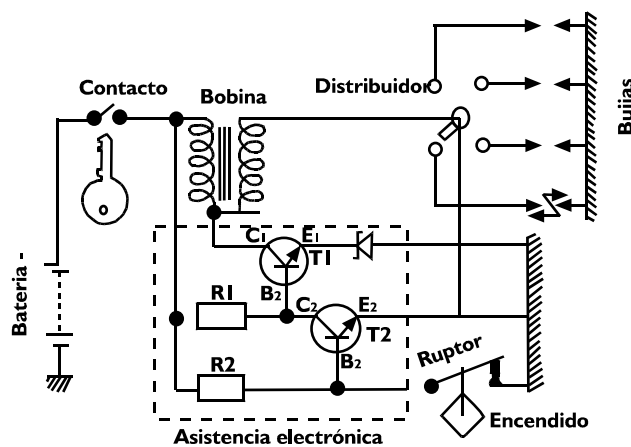 Contacto
Bobina
Distribuidor
Bujias
Bateria -
C1
E1
T1
B2
R1
C2
E2
T2
B2
R2
Ruptor
Encendido
Asistencia electrónica